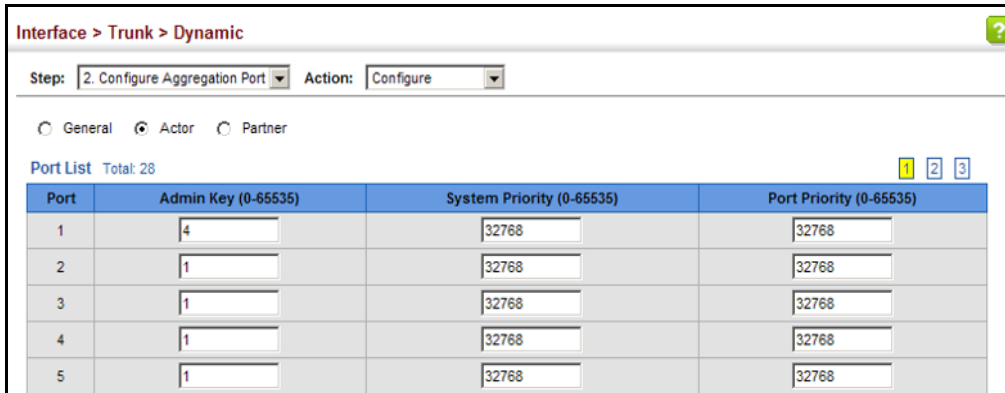 Interface > Trunk > Dynamic
?
Step: 2. Configure Aggregation Port Action: Configure
General Actor Partner
Port List Total: 28 1 2 3
Port Admin Key (0-65535) System Priority (0-65535) Port Priority (0-65535)
1 4 32768 32768
2 1 32768 32768
3 1 32768 32768
4 1 32768 32768
5 1 32768 32768